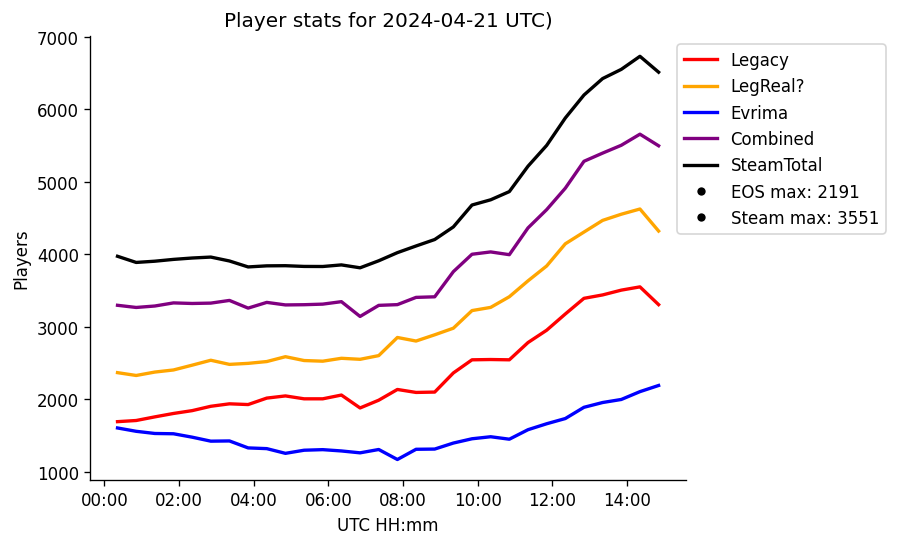 Player stats for 2024-04-21 UTC)
7000
6000
5000
4000
3000
2000
1000
Players
00:00 02:00 04:00 06:00 08:00 10:00 12:00 14:00
UTC HH:mm
Legacy
LegReal?
Evrima
Combined
SteamTotal
EOS max: 2191
Steam max: 3551